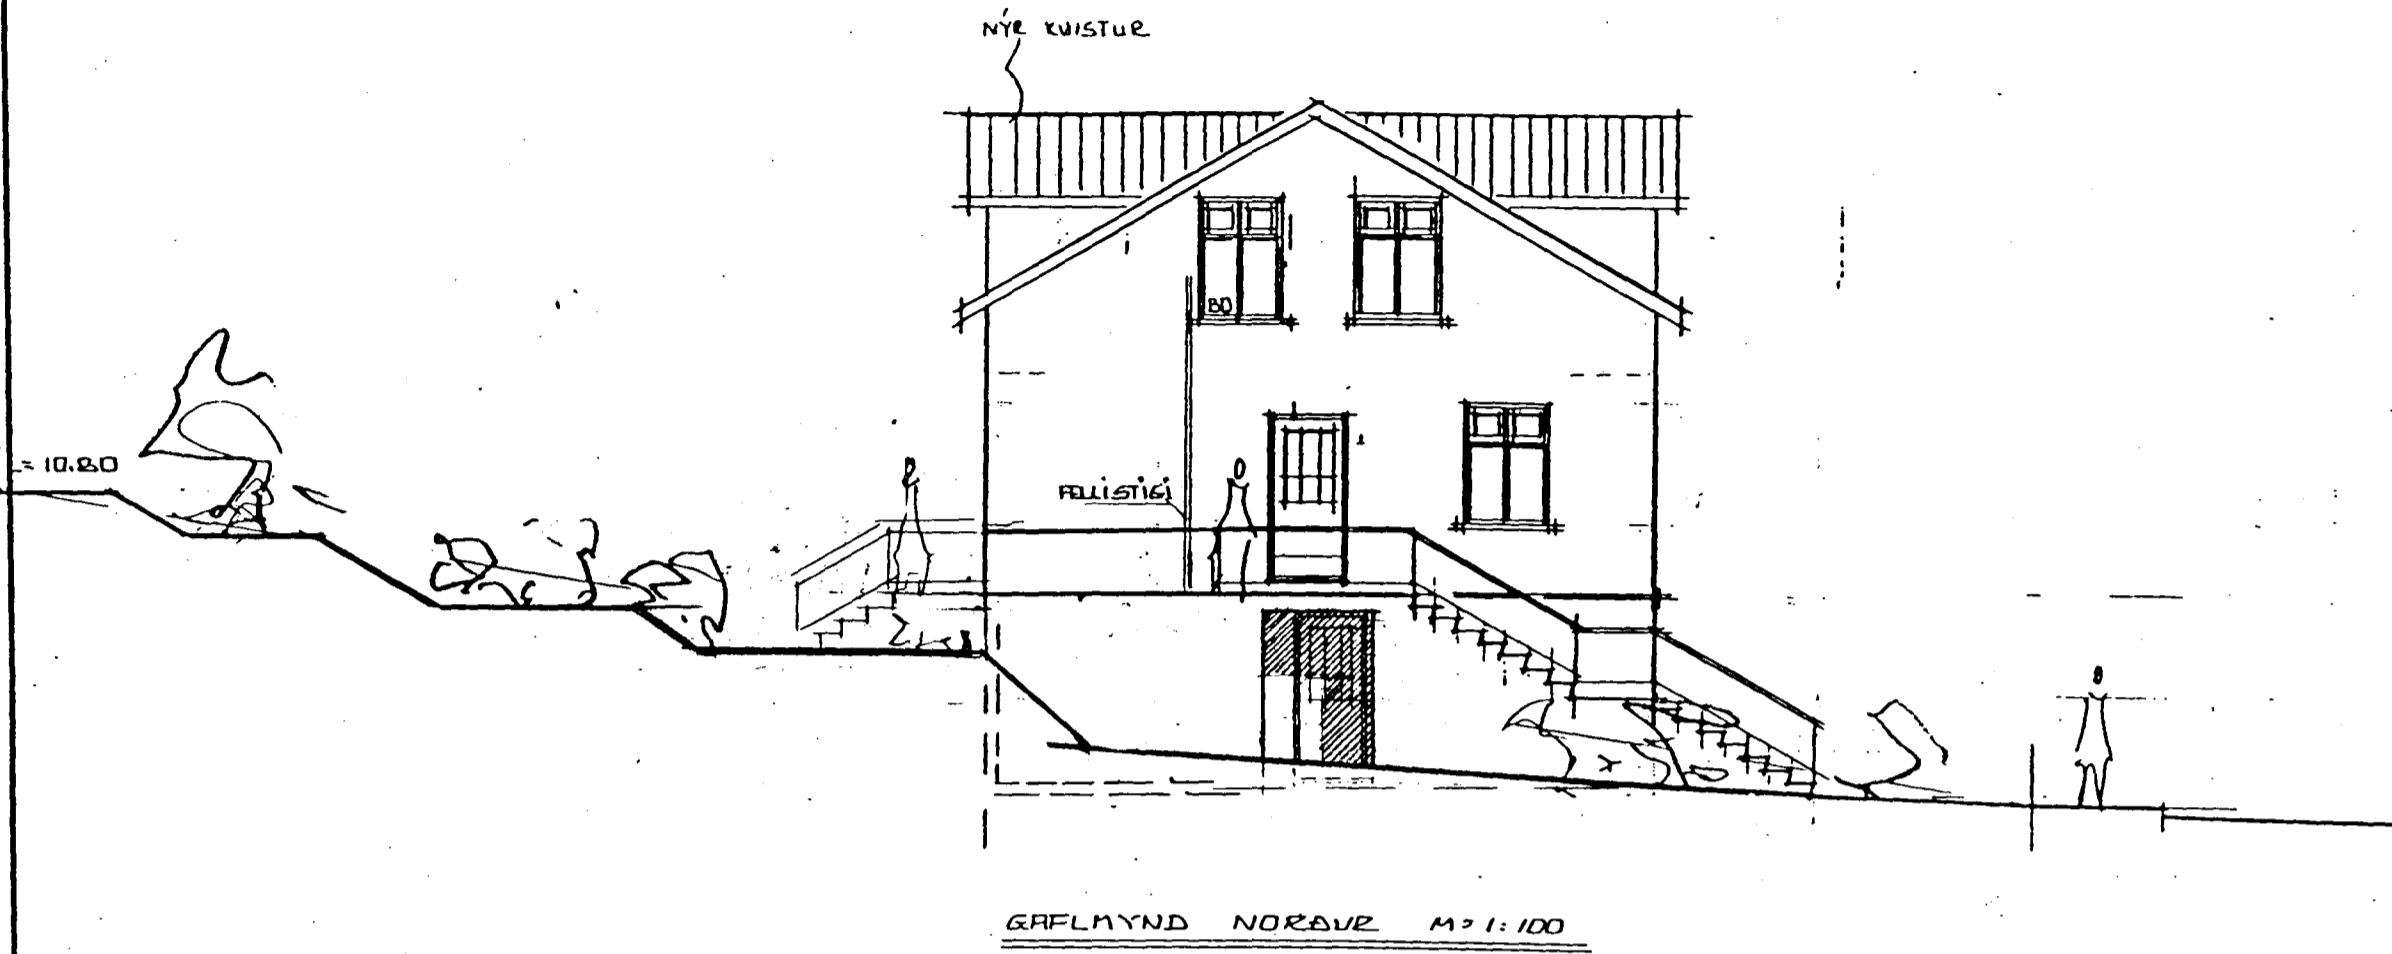 NÝR KVISTUR
BO
= 10.80
FELLISTIGI
GAFLMYND NORÐUR M = 1:100